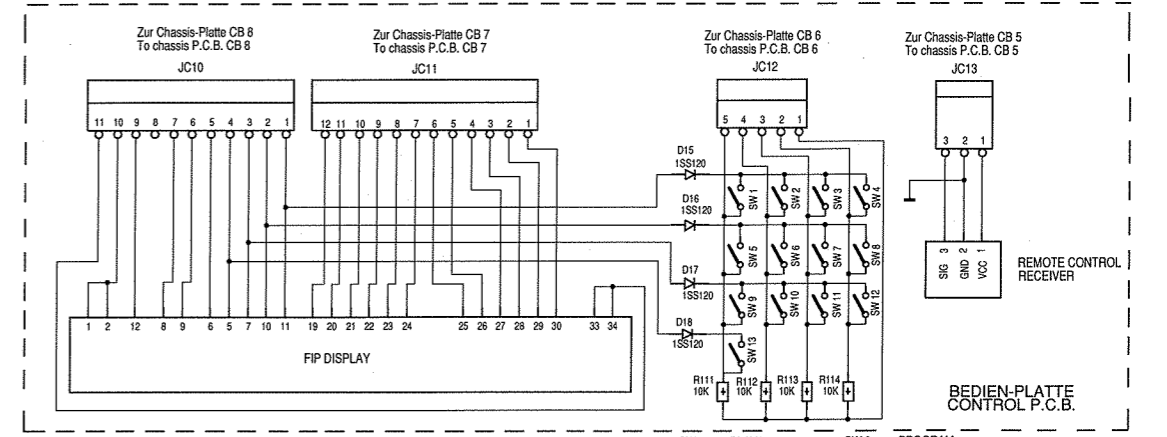 Zur Chassis-Platte CB 8
To chassis P.C.B. CB 8
JC10
Zur Chassis-Platte CB 7
To chassis P.C.B. CB 7
JC11
Zur Chassis-Platte CB 6
To chassis P.C.B. CB 6
JC12
Zur Chassis-Platte CB 5
To chassis P.C.B. CB 5
JC13
11 10 9 8 7 6 5 4 3 2 1
12 11 10 9 8 7 6 5 4 3 2 1
5 4 3 2 1
3 2 1
D15
1SS120
SW 1 SW 2 SW 3 SW 4
D16
1SS120
SW 5 SW 6 SW 7 SW 8
D17
1SS120
SW 9 SW 10 SW 11 SW 12
D18
1SS120
SW 13
SIG 3
GND 2
VCC 1
REMOTE CONTROL
RECEIVER
1 2 12 8 9 6 5 7 10 11 19 20 21 22 23 24 25 26 27 28 29 30 33 34
FIP DISPLAY
R111
10K
R112
10K
R113
10K
R114
10K
BEDIEN-PLATTE
CONTROL P.C.B.